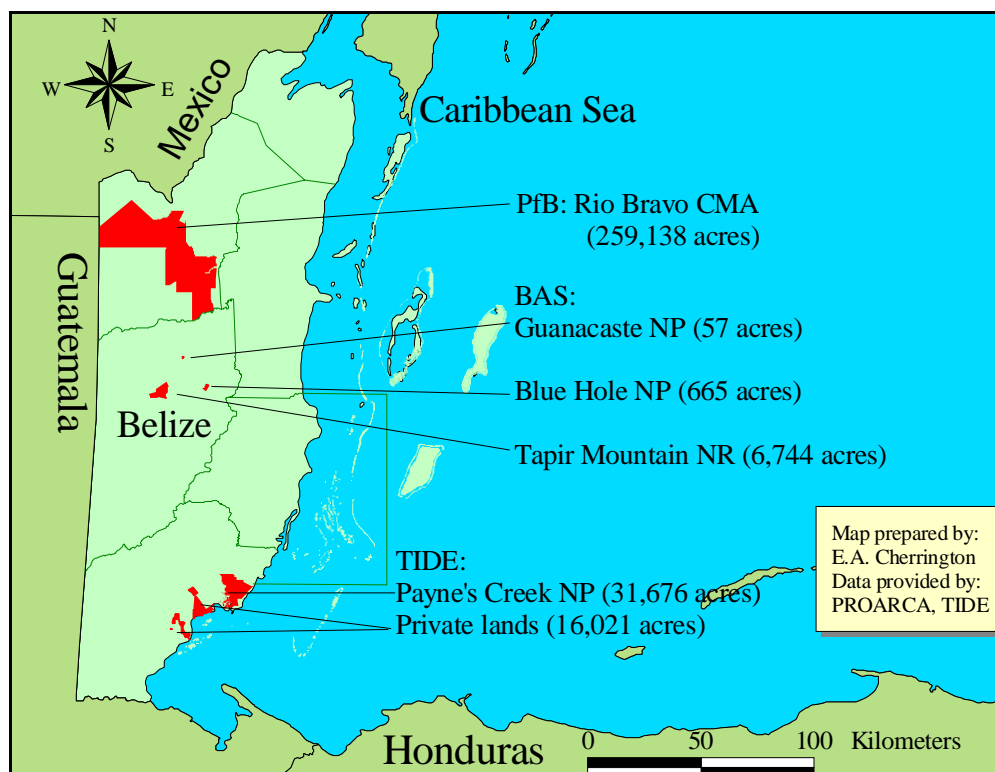 N
W E
S
Mexico
Caribbean Sea
PfB: Rio Bravo CMA
(259,138 acres)
Guatemala
BAS:
Guanacaste NP (57 acres)
Blue Hole NP (665 acres)
Belize
Tapir Mountain NR (6,744 acres)
Map prepared by:
E.A. Cherrington
Data provided by:
PROARCA, TIDE
TIDE:
Payne's Creek NP (31,676 acres)
Private lands (16,021 acres)
Honduras
0 50 100 Kilometers